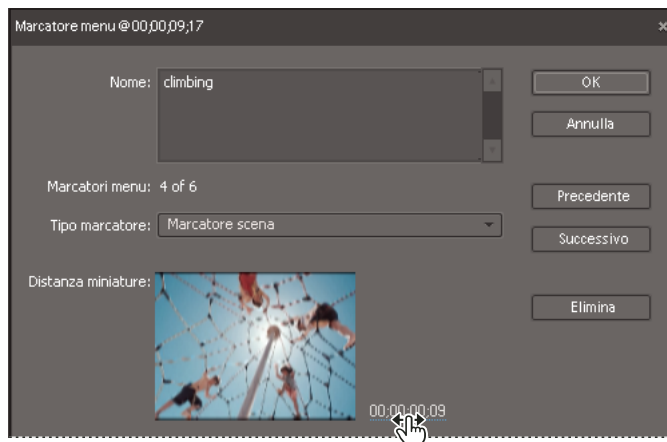 Marcatore menu @ 00;00;09;17
x
Nome: climbing
OK
Annulla
Marcatori menu: 4 of 6
Precedente
Tipo marcatore: Marcatore scena
Successivo
Distanza miniature:
Elimina
00;00;00;09